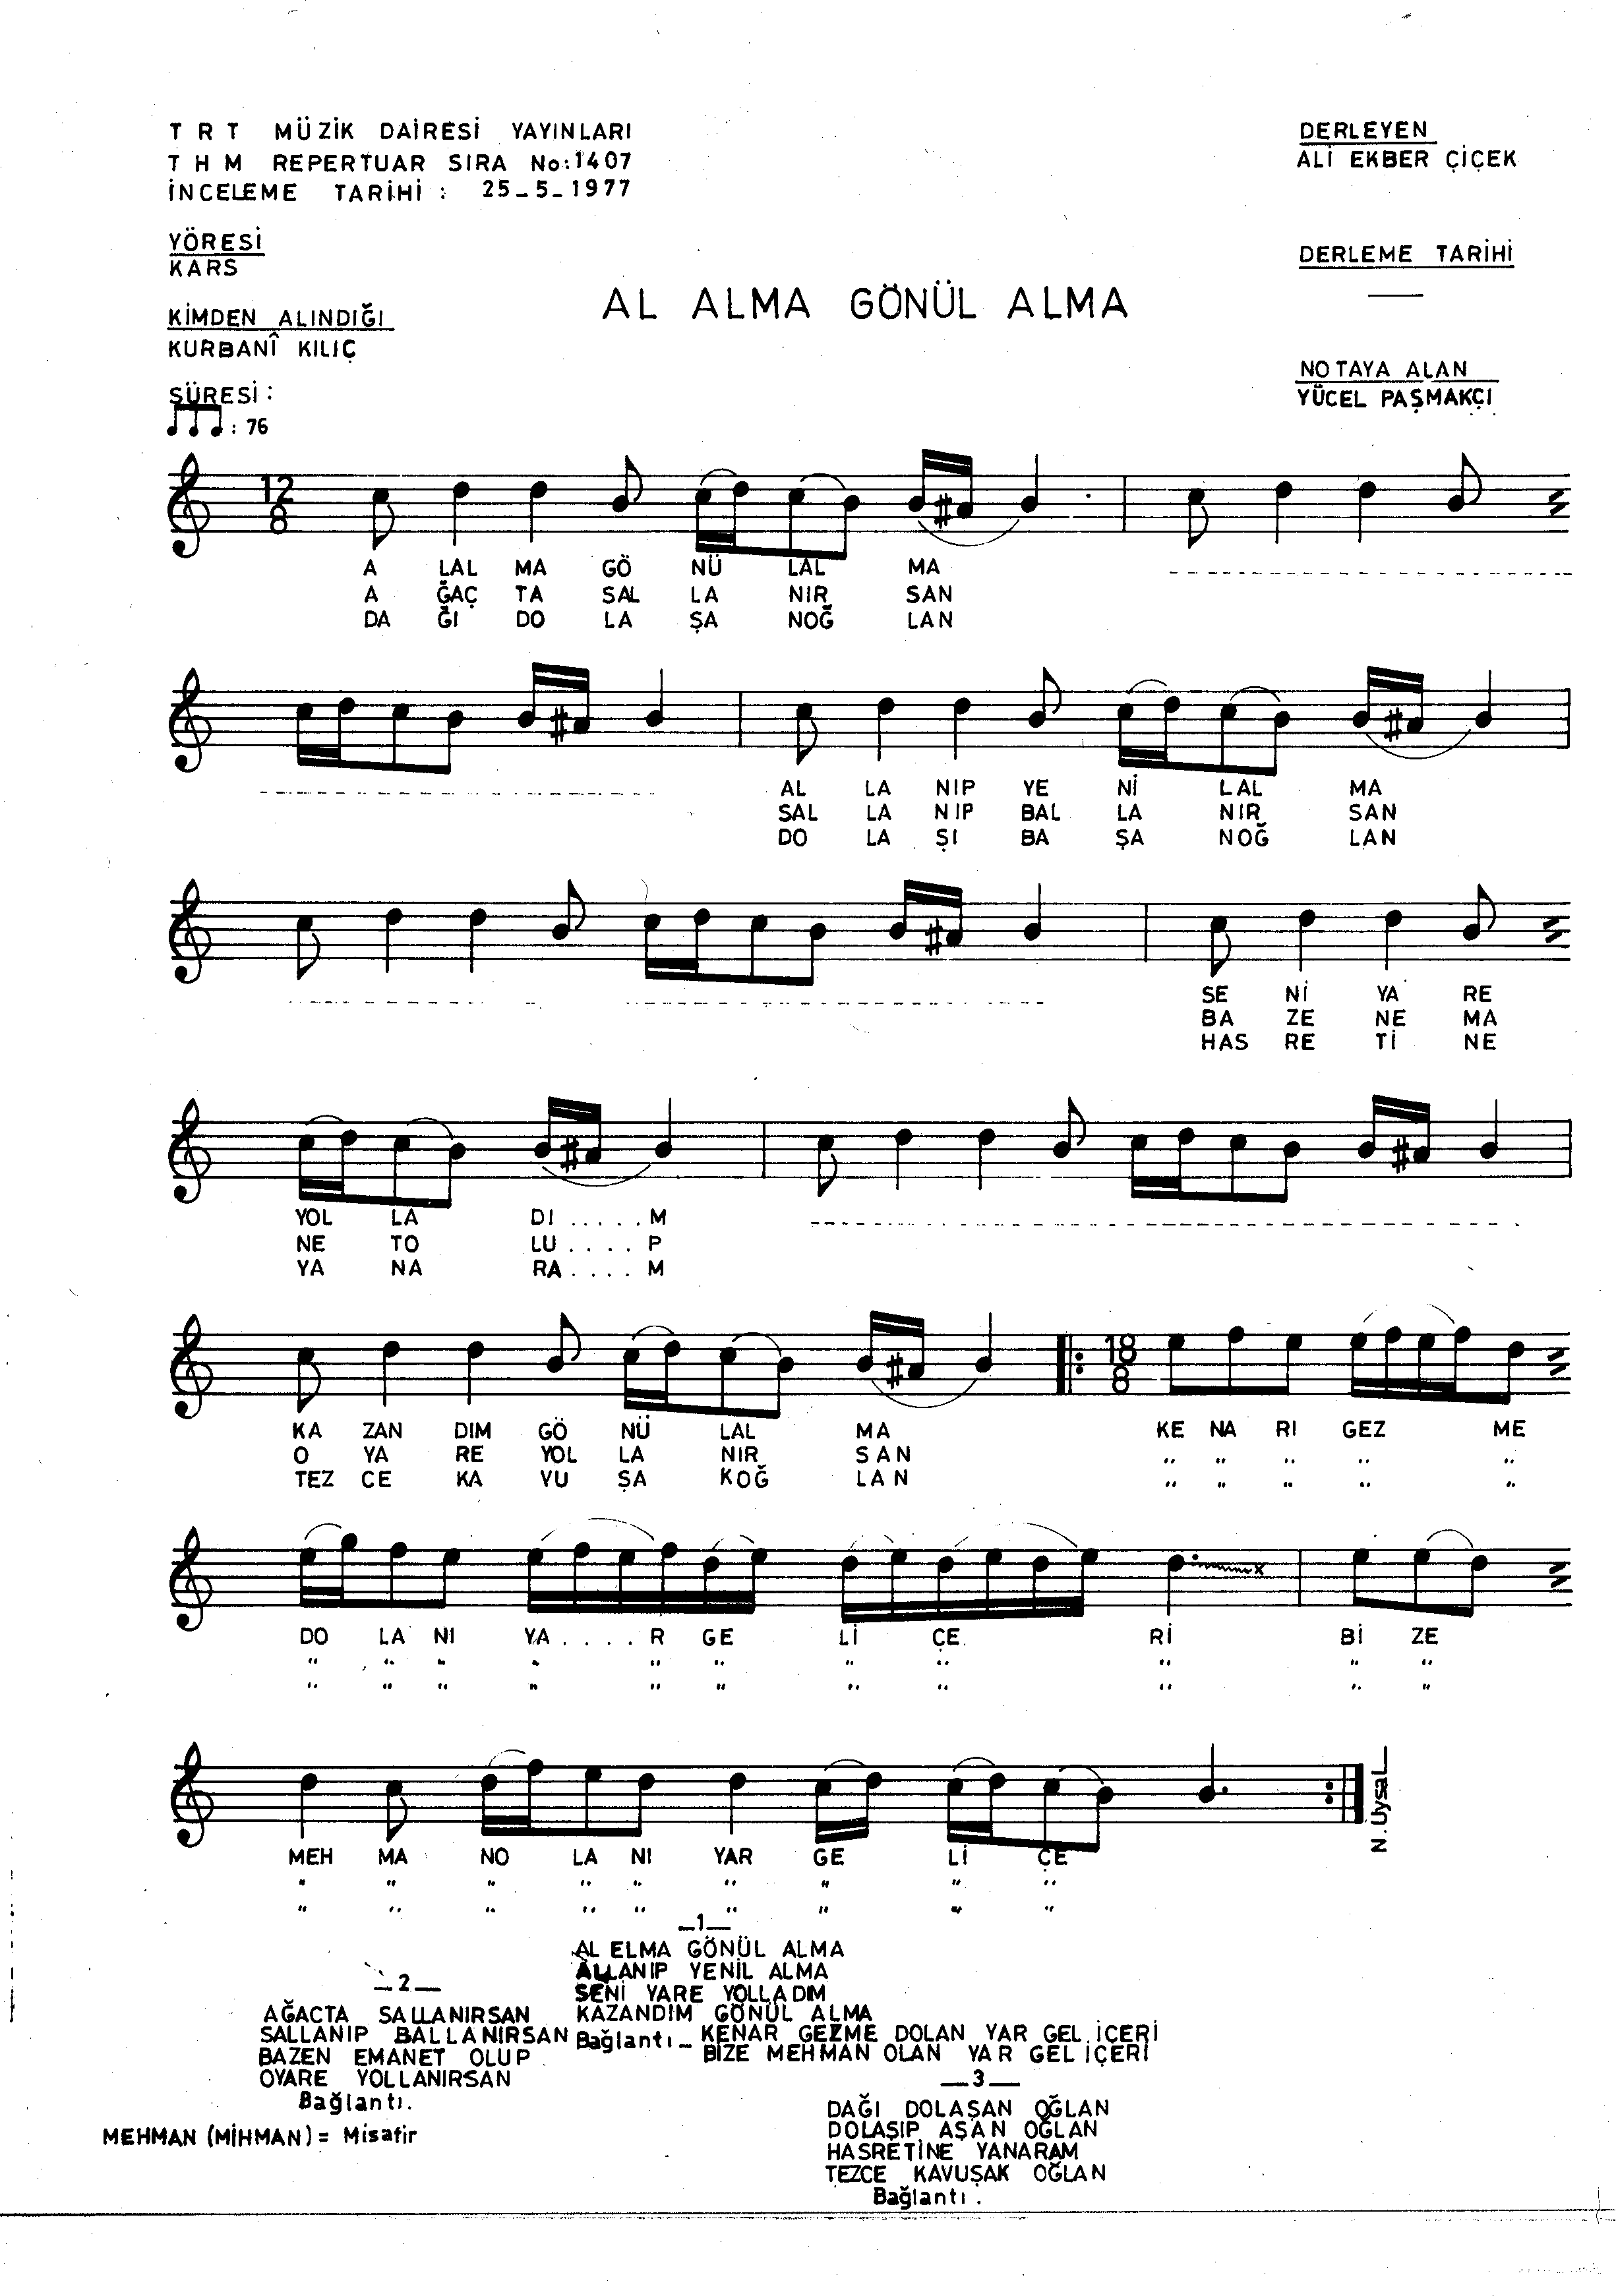 TRT MÜZİK DAİRESİ YAYINLARI
THM REPERTUAR SIRA No:1407
İNCELEME TARİHİ : 25_5_1977
DERLEYEN
ALİ EKBER ÇİÇEK
YÖRESİ
KARS
DERLEME TARİHİ
AL ALMA GÖNÜL ALMA
KİMDEN ALINDIĞI
KURBANÎ KILIÇ
NOTAYA ALAN
YÜCEL PAŞMAKÇI
SÜRESİ :
: 76
12
8
A LAL MA GÖ NÜ LAL MA
A ĞAÇ TA SAL LA NIR SAN
DA ĞI DO LA ŞA NOĞ LAN
AL LA NIP YE Nİ LAL MA
SAL LA NIP BAL LA NIR SAN
DO LA ŞI BA ŞA NOĞ LAN
SE Nİ YA RE
BA ZE NE MA
HAS RE Tİ NE
YOL LA DI . . . . . M
NE TO LU . . . . P
YA NA RA . . . . M
18
8
KA ZAN DIM GÖ NÜ LAL MA KE NA RI GEZ ME
O YA RE YOL LA NIR SAN " " " " "
TEZ CE KA VU ŞA KOĞ LAN " " " " "
DO LA NI YA . . . . R GE Lİ ÇE Rİ Bİ ZE
" " " " " " " " " " "
" " " " " " " " " " "
N. Uysal
MEH MA NO LA NI YAR GE Lİ ÇE
" " " " " " " " "
" " " " " " " " "
_1_
AL ELMA GÖNÜL ALMA
ALLANIP YENİL ALMA
SENİ YARE YOLLADIM
KAZANDIM GÖNÜL ALMA
Bağlantı_ KENAR GEZME DOLAN YAR GEL İÇERİ
BİZE MEHMAN OLAN YAR GEL İÇERİ
_2_
AĞACTA SALLANIRSAN
SALLANIP BALLANIRSAN
BAZEN EMANET OLUP
OYARE YOLLANIRSAN
Bağlantı.
_3_
DAĞI DOLAŞAN OĞLAN
DOLAŞIP AŞAN OĞLAN
HASRETİNE YANARAM
TEZCE KAVUŞAK OĞLAN
Bağlantı .
MEHMAN (MİHMAN) = Misafir